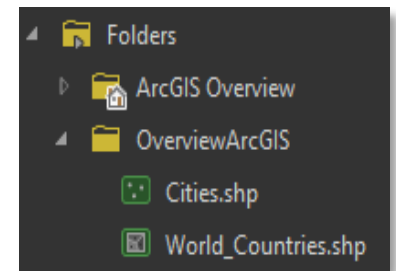 Folders
ArcGIS Overview
OverviewArcGIS
Cities.shp
World_Countries.shp